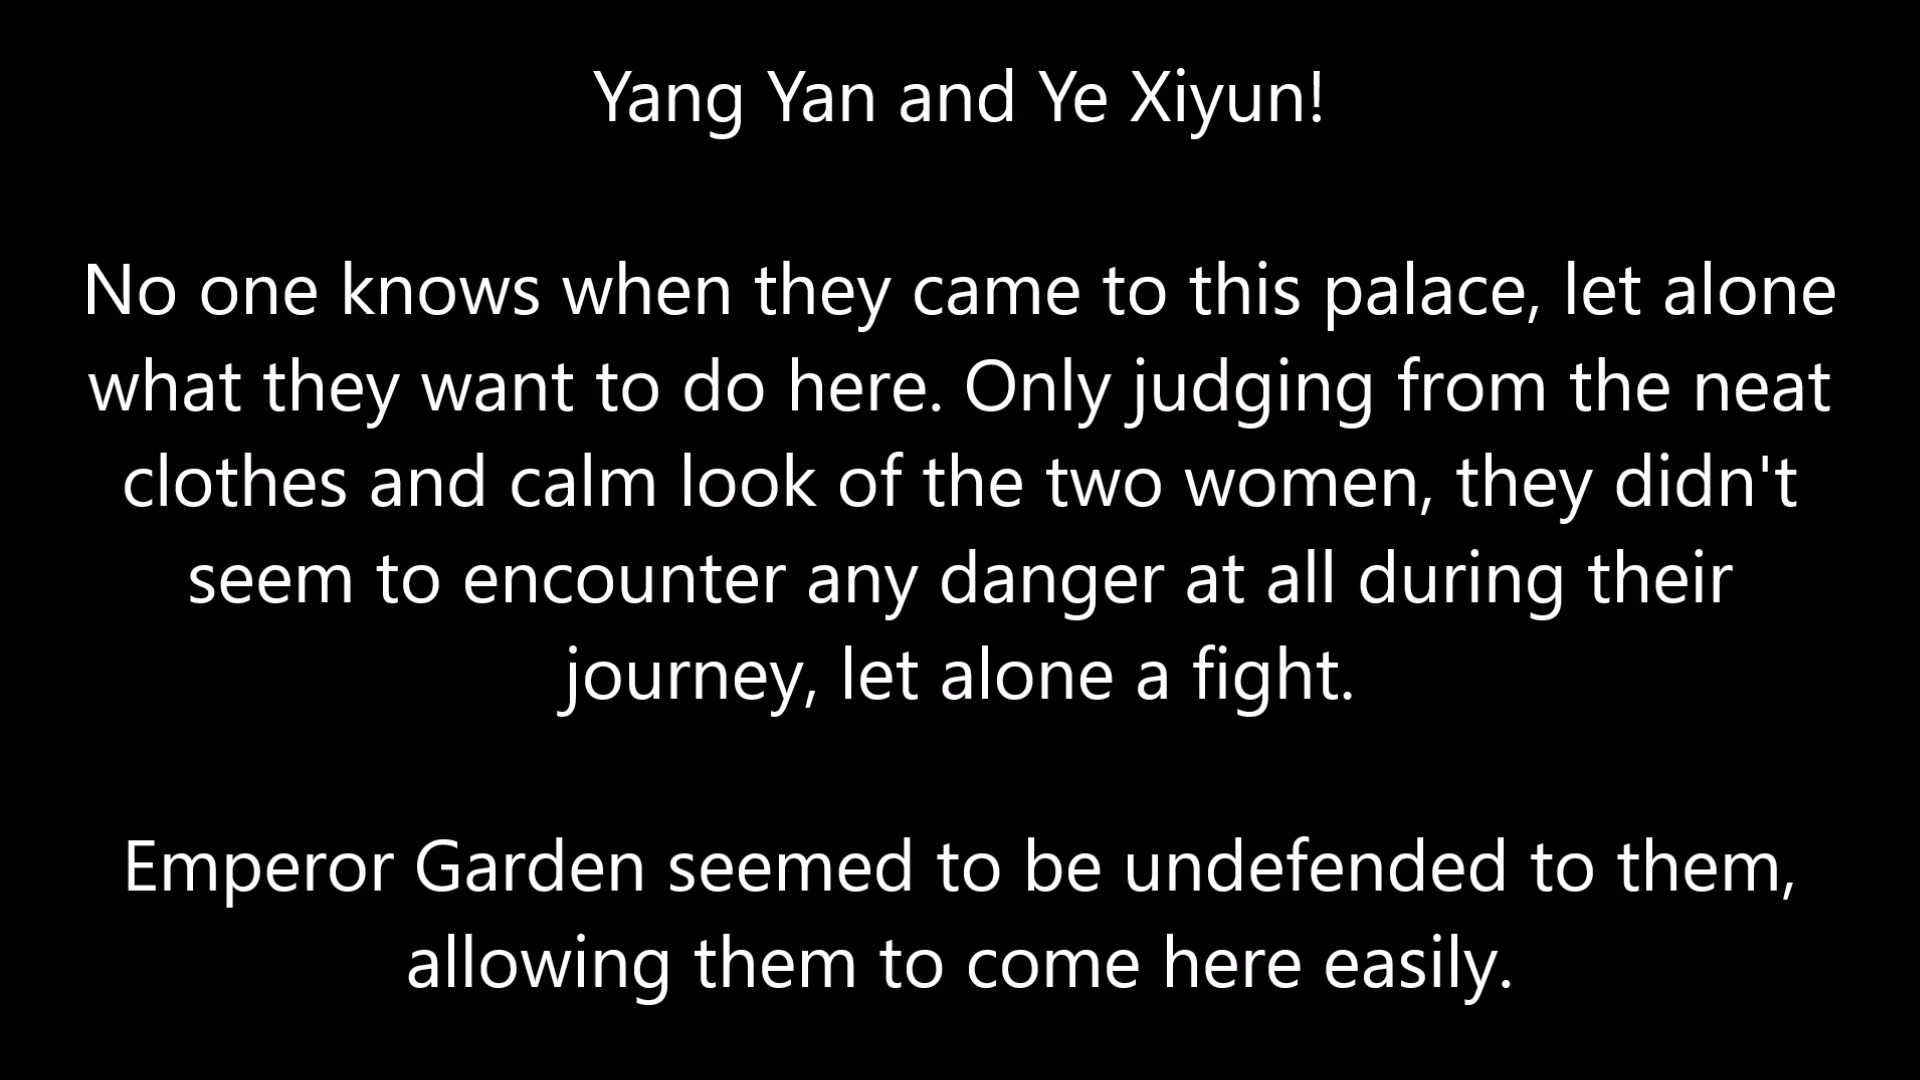 Yang Yan and Ye Xiyun!
No one knows when they came to this palace, let alone
what they want to do here. Only judging from the neat
clothes and calm look of the two women, they didn't
seem to encounter any danger at all during their
journey, let alone a fight.
Emperor Garden seemed to be undefended to them,
allowing them to come here easily.